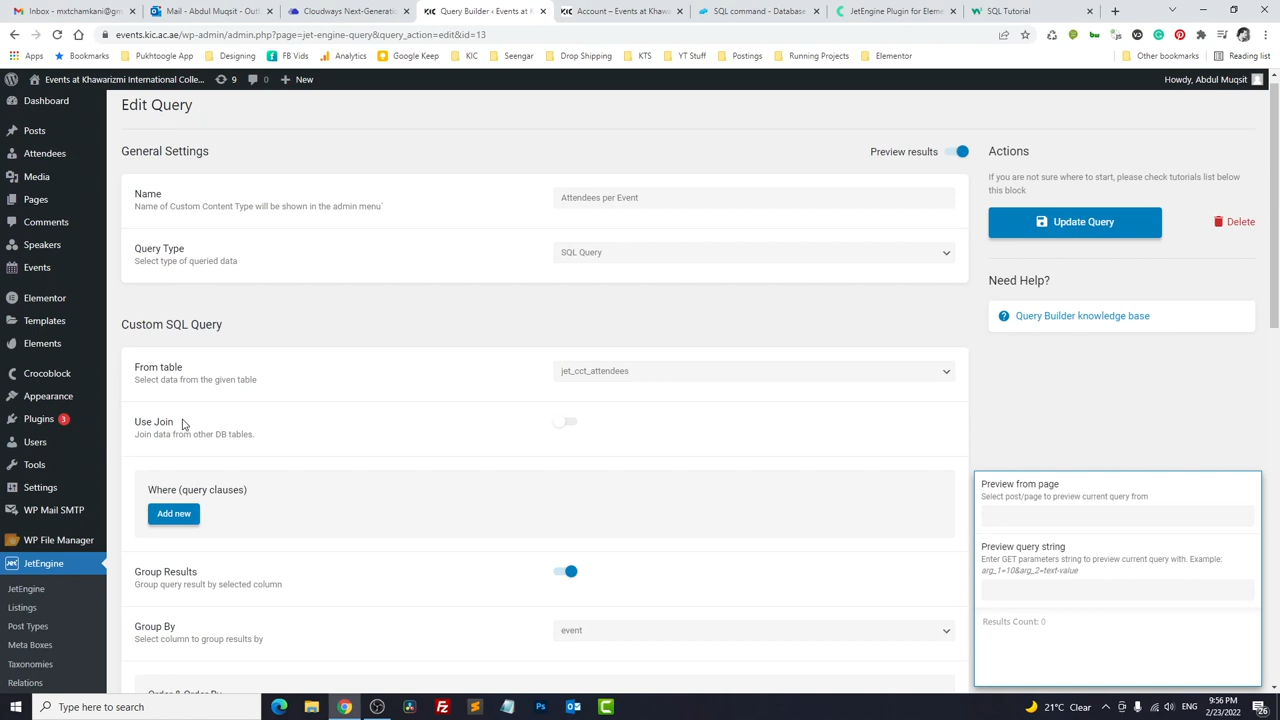 Inbox (2,167) - abdulmuqsit
Cloudways Next-Generation
Query Builder ‹ Events at K
Account – Events at Khawari
SQL command - Database
JetEngine Plugin for Eleme
SQL Tutorial
events.kic.ac.ae/wp-admin/admin.php?page=jet-engine-query&query_action=edit&id=13
Apps
Bookmarks
Pukhtoogle App
Designing
FB Vids
Analytics
Google Keep
KIC
Seengar
Drop Shipping
KTS
YT Stuff
Postings
Running Projects
Elementor
Other bookmarks
Reading list
Events at Khawarizmi International Colle...
9
0
New
Howdy, Abdul Muqsit
Dashboard
Posts
Attendees
Media
Pages
Comments
Speakers
Events
Elementor
Templates
Elements
Crocoblock
Appearance
Plugins 3
Users
Tools
Settings
WP Mail SMTP
WP File Manager
JetEngine
JetEngine
Listings
Post Types
Meta Boxes
Taxonomies
Relations
Edit Query
General Settings
Preview results
Name
Name of Custom Content Type will be shown in the admin menu`
Attendees per Event
Query Type
Select type of queried data
SQL Query
Custom SQL Query
From table
Select data from the given table
jet_cct_attendees
Use Join
Join data from other DB tables.
Where (query clauses)
Add new
Group Results
Group query result by selected column
Group By
Select column to group results by
event
Order & Order By
Actions
If you are not sure where to start, please check tutorials list below
this block
Update Query
Delete
Need Help?
Query Builder knowledge base
Preview from page
Select post/page to preview current query from
Preview query string
Enter GET parameters string to preview current query with. Example:
arg_1=10&arg_2=text-value
Results Count: 0
Type here to search
21°C Clear
9:56 PM
2/23/2022
26